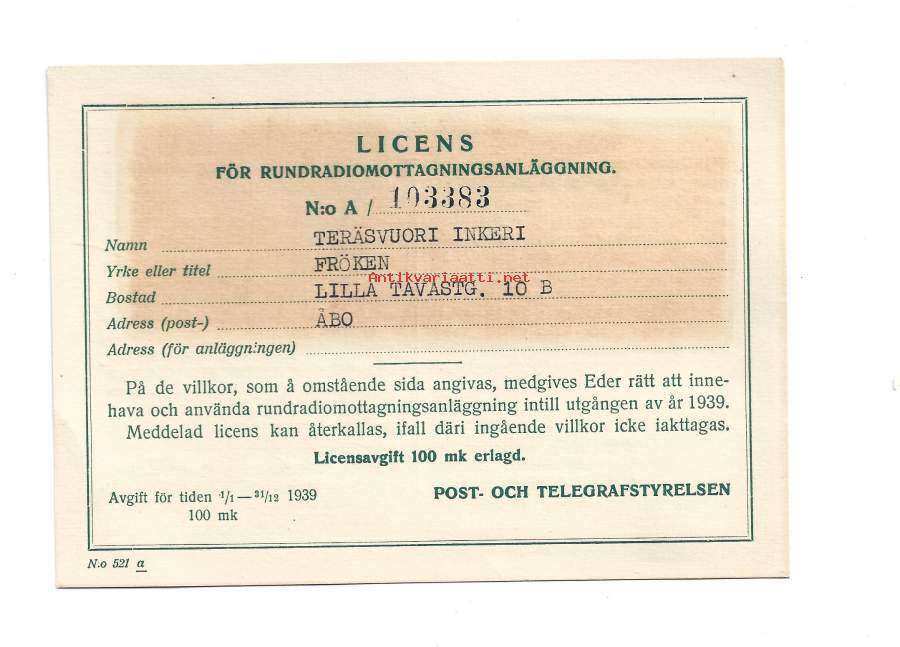 LICENS
FÖR RUNDRADIOMOTTAGNINGSANLÄGGNING.
N:o A / 103383
Namn TERÄSVUORI INKERI
Yrke eller titel FRÖKEN
Antikvariaatti.net
Bostad LILLA TAVASTG. 10 B
Adress (post-) ÅBO
Adress (för anläggningen)
På de villkor, som å omstående sida angivas, medgives Eder rätt att inne-
hava och använda rundradiomottagningsanläggning intill utgången av år 1939.
Meddelad licens kan återkallas, ifall däri ingående villkor icke iakttagas.
Licensavgift 100 mk erlagd.
Avgift för tiden 1/1—31/12 1939
100 mk
POST- OCH TELEGRAFSTYRELSEN
N:o 521 a